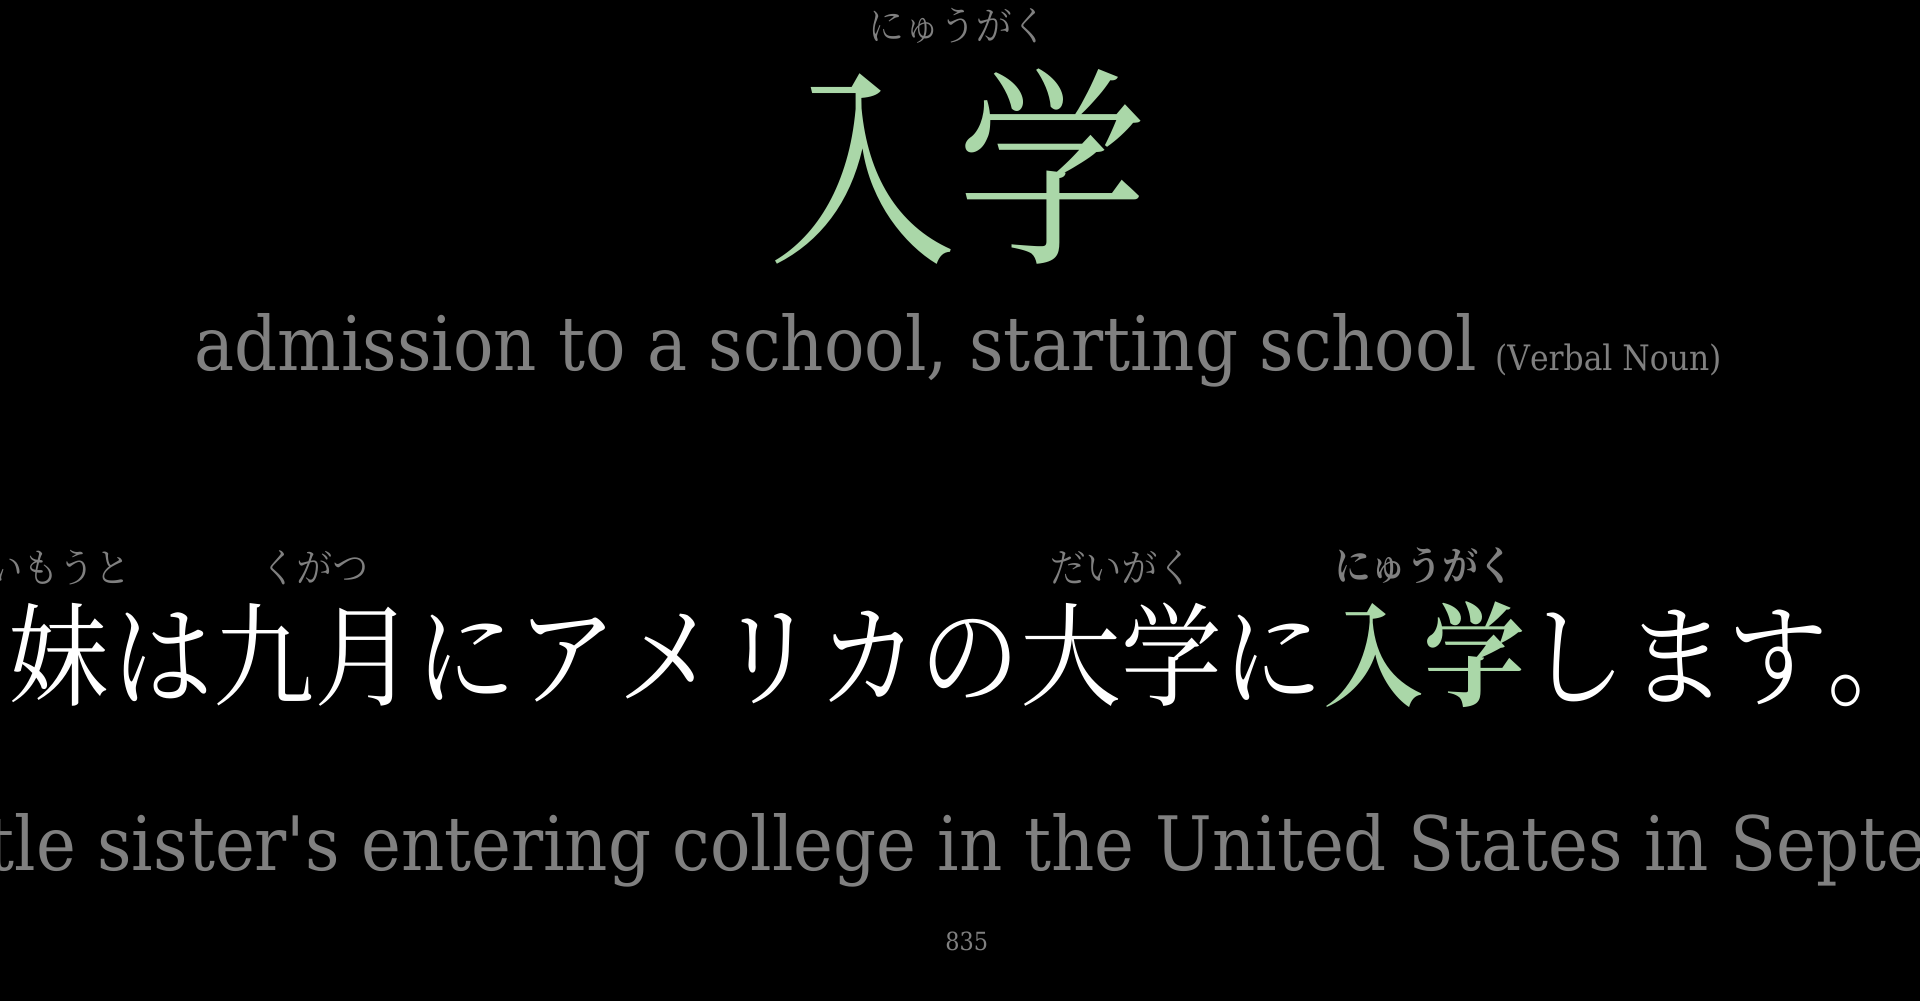 にゅうがく
入学
admission to a school, starting school (Verbal Noun)
いもうと くがつ だいがく にゅうがく
妹は九月にアメリカの大学に入学します。
tle sister's entering college in the United States in Septe
835